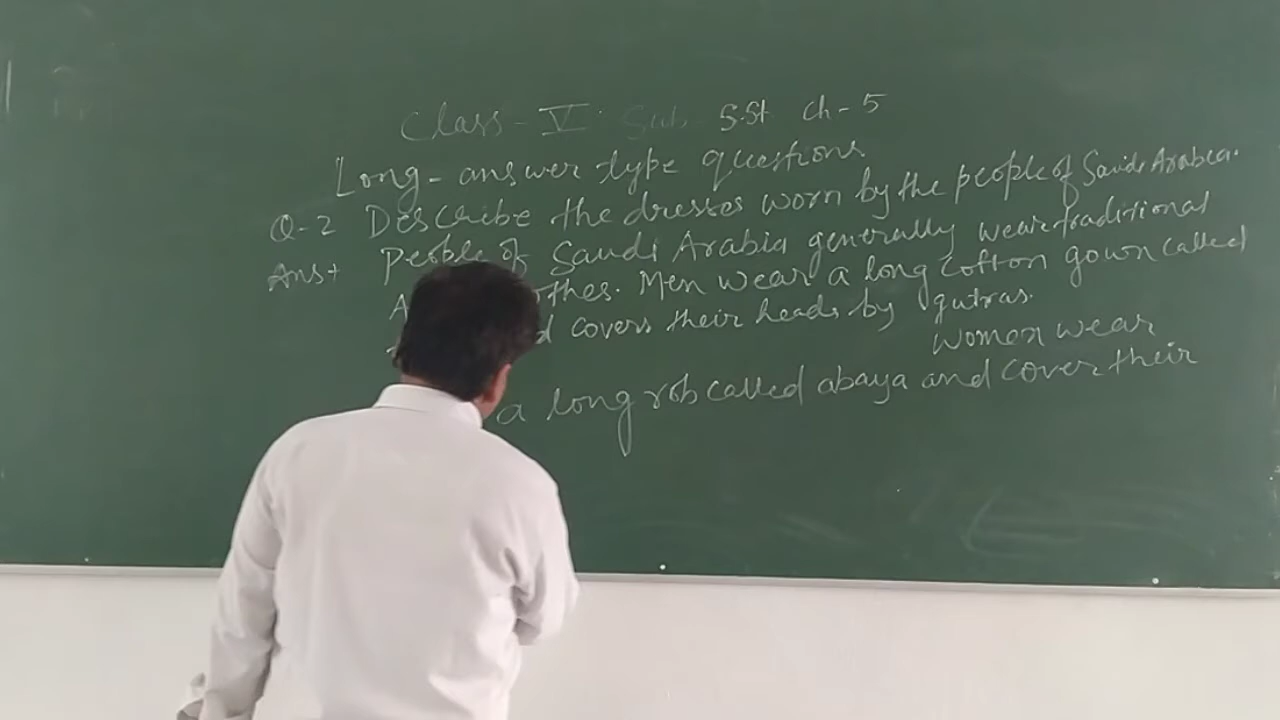 Class - V: Sub- S.St Ch-5
Long-answer type questions
Q-2 Describe the dresses worn by the people of Saudi Arabia.
Ans+ People of Saudi Arabia generally wear traditional
Men wear a long cotton gown called
covers their heads by gutras.
women wear
a long rob called abaya and cover their